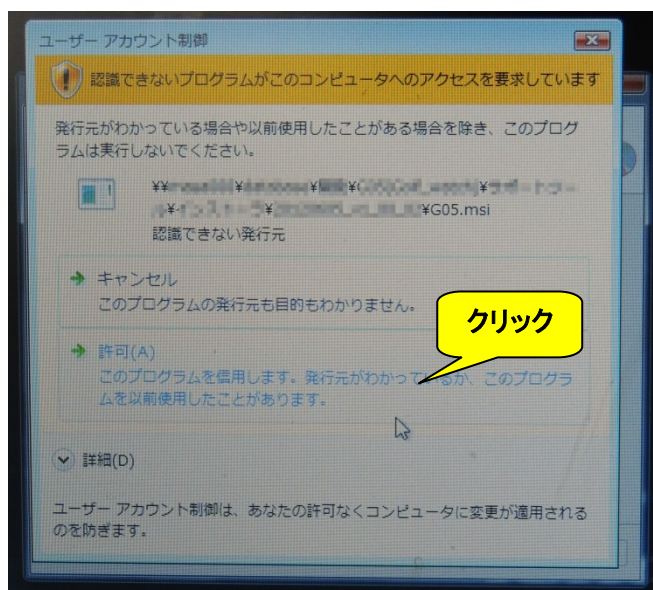 ユーザー アカウント制御
認識できないプログラムがこのコンピュータへのアクセスを要求しています
発行元がわかっている場合や以前使用したことがある場合を除き、このプログ
ラムは実行しないでください。
¥G05.msi
認識できない発行元
キャンセル
このプログラムの発行元も目的もわかりません。
クリック
許可(A)
このプログラムを信用します。発行元がわかっているか、このプログラ
ムを以前使用したことがあります。
詳細(D)
ユーザー アカウント制御は、あなたの許可なくコンピュータに変更が適用される
のを防ぎます。